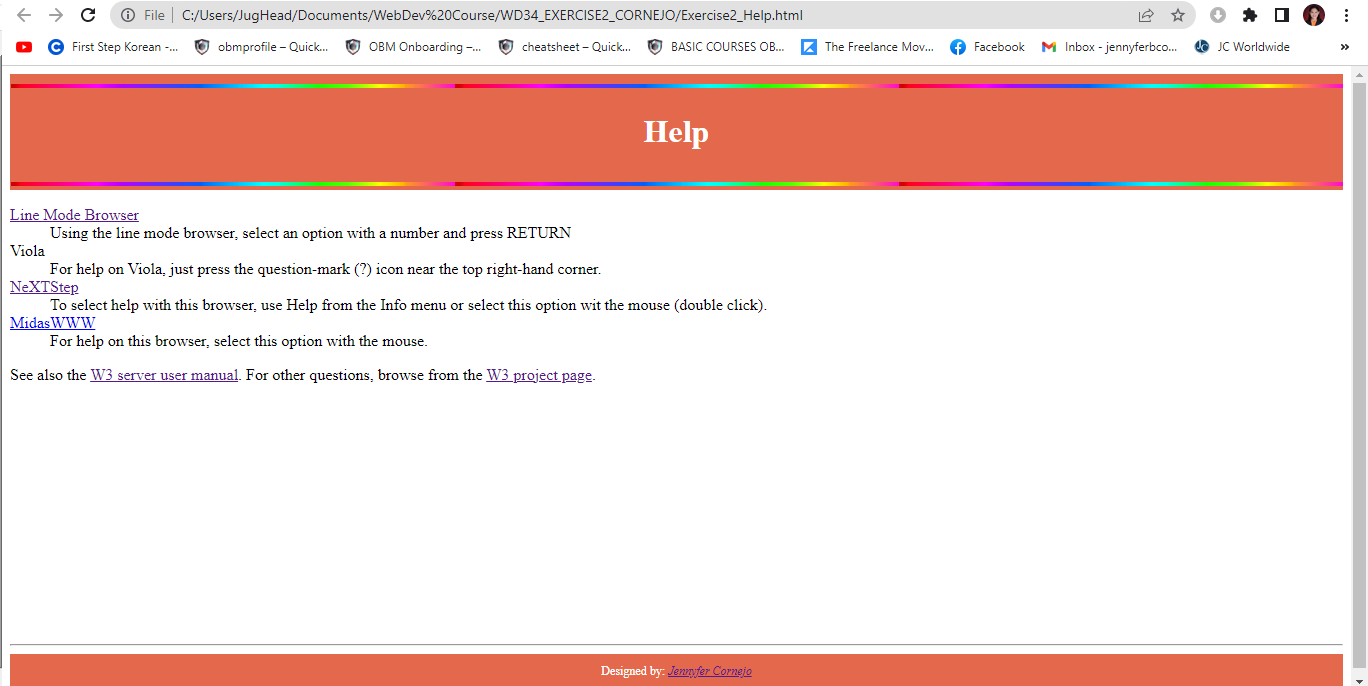 File | C:/Users/JugHead/Documents/WebDev%20Course/WD34_EXERCISE2_CORNEJO/Exercise2_Help.html
First Step Korean -... obmprofile – Quick... OBM Onboarding –... cheatsheet – Quick... BASIC COURSES OB... The Freelance Mov... Facebook Inbox - jennyferbco... JC Worldwide »
Help
Line Mode Browser
Using the line mode browser, select an option with a number and press RETURN
Viola
For help on Viola, just press the question-mark (?) icon near the top right-hand corner.
NeXTStep
To select help with this browser, use Help from the Info menu or select this option wit the mouse (double click).
MidasWWW
For help on this browser, select this option with the mouse.
See also the W3 server user manual. For other questions, browse from the W3 project page.
Designed by: Jennyfer Cornejo